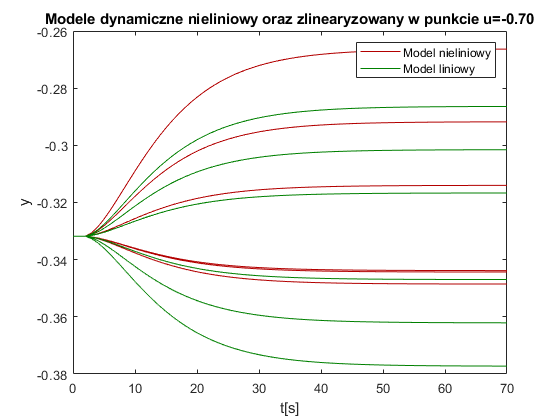 Modele dynamiczne nieliniowy oraz zlinearyzowany w punkcie u=-0.70
-0.26
Model nieliniowy
Model liniowy
-0.28
-0.3
y
-0.32
-0.34
-0.36
-0.38
0 10 20 30 40 50 60 70
t[s]